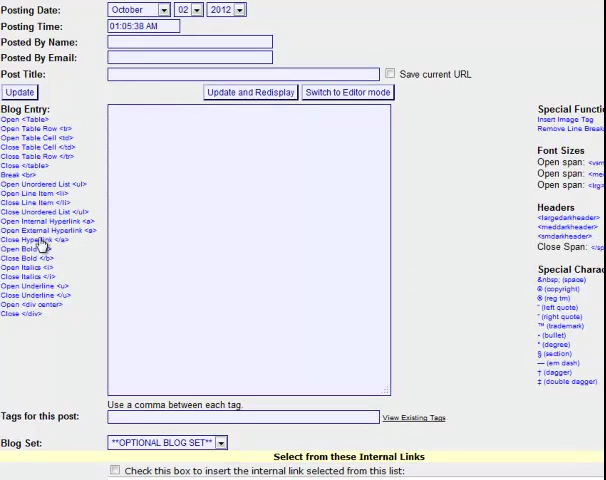 Posting Date: October 02 2012
Posting Time: 01:05:38 AM
Posted By Name:
Posted By Email:
Post Title: Save current URL
Update Update and Redisplay Switch to Editor mode
Blog Entry:
Open <Table>
Open Table Row <tr>
Open Table Cell <td>
Close Table Cell </td>
Close Table Row </tr>
Close </table>
Break <br>
Open Unordered List <ul>
Open Line Item <li>
Close Line Item </li>
Close Unordered List </ul>
Open Internal Hyperlink <a>
Open External Hyperlink <a>
Close Hyperlink </a>
Open Bold
Close Bold </b>
Open Italics <i>
Close Italics </i>
Open Underline <u>
Close Underline </u>
Open <div center>
Close </div>
Special Functi
Insert Image Tag
Remove Line Break
Font Sizes
Open span: <vsm
Open span: <me
Open span: <lrg>
Headers
<largedarkheader>
<meddarkheader>
<smdarkheader>
Close Span: </sp
Special Charac
&nbsp; (space)
© (copyright)
® (reg tm)
" (left quote)
" (right quote)
™ (trademark)
• (bullet)
° (degree)
§ (section)
— (em dash)
† (dagger)
‡ (double dagger)
Use a comma between each tag.
Tags for this post: View Existing Tags
Blog Set: **OPTIONAL BLOG SET**
Select from these Internal Links
Check this box to insert the internal link selected from this list: